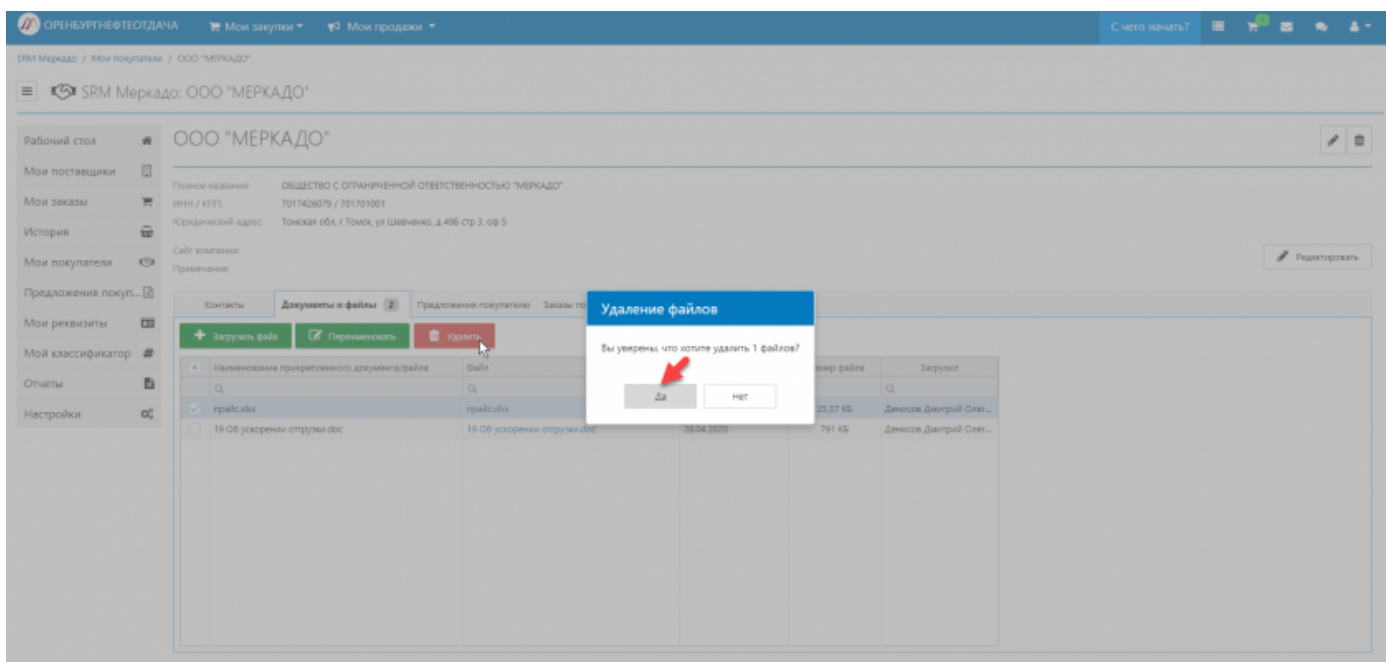 ОРЕНБУРГНЕФТЕОТДАЧА Мои закупки Мои продажи С чего начать?
SRM Меркадо / Мои покупатели / ООО "МЕРКАДО"
SRM Меркадо: ООО "МЕРКАДО"
Рабочий стол
Мои поставщики
Мои заказы
История
Мои покупатели
Предложения покуп...
Мои реквизиты
Мой классификатор
Отчеты
Настройки
ООО "МЕРКАДО"
Полное название: ОБЩЕСТВО С ОГРАНИЧЕННОЙ ОТВЕТСТВЕННОСТЬЮ "МЕРКАДО"
ИНН / КПП: 7017426079 / 701701001
Юридический адрес: Томская обл, г Томск, ул Шевченко, д 49Б стр 3, оф 5
Сайт компании:
Примечание:
Редактировать
Контакты Документы и файлы 2 Предложения покупателю Заказы по
Загрузить файл Переименовать Удалить
Наименование прикрепленного документа/файла Файл змер файла Загрузил
прайс.xlsx прайс.xlsx 25,37 КБ Денисов Дмитрий Олег...
19 Об ускорении отгрузки.doc 19 Об ускорении отгрузки.doc 28.04.2020 791 КБ Денисов Дмитрий Олег...
Удаление файлов
Вы уверены, что хотите удалить 1 файлов?
Да Нет